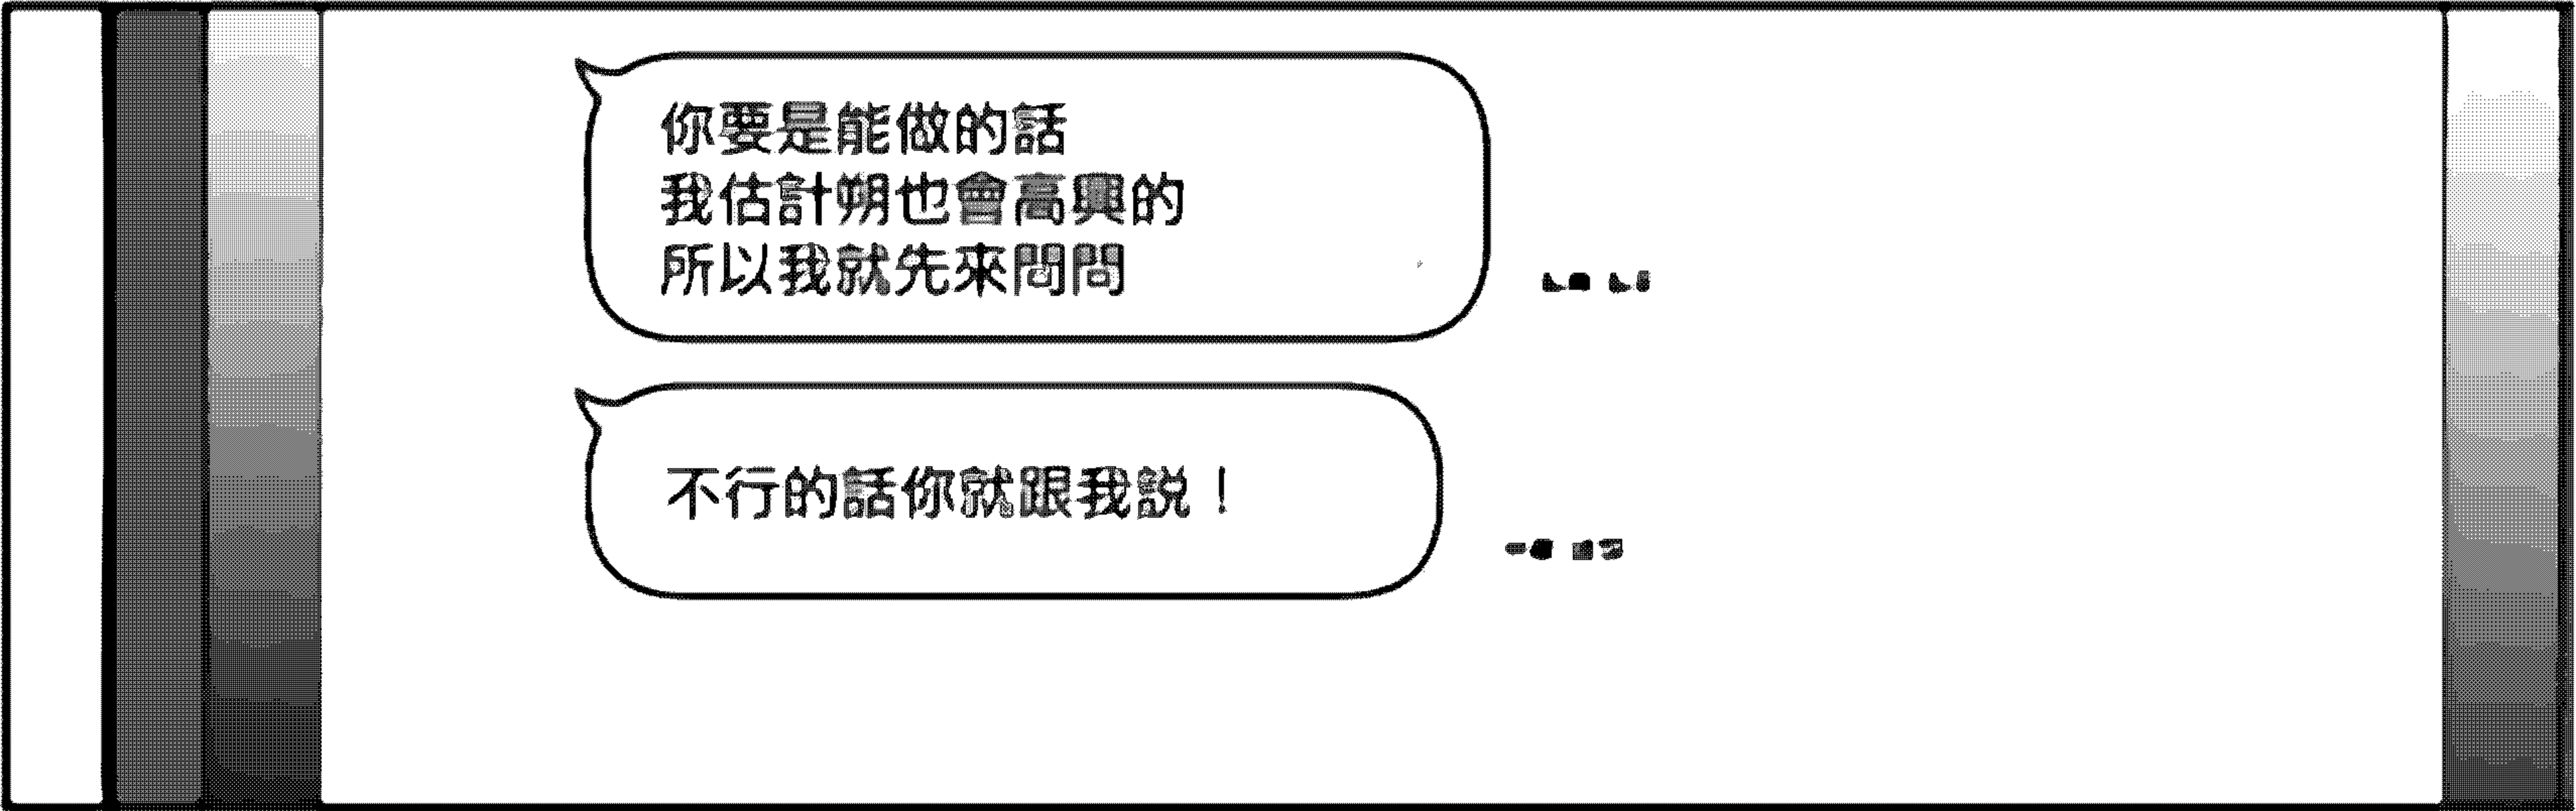 你要是能做的話
我估計朔也會高興的
所以我就先來問問
不行的話你就跟我説！